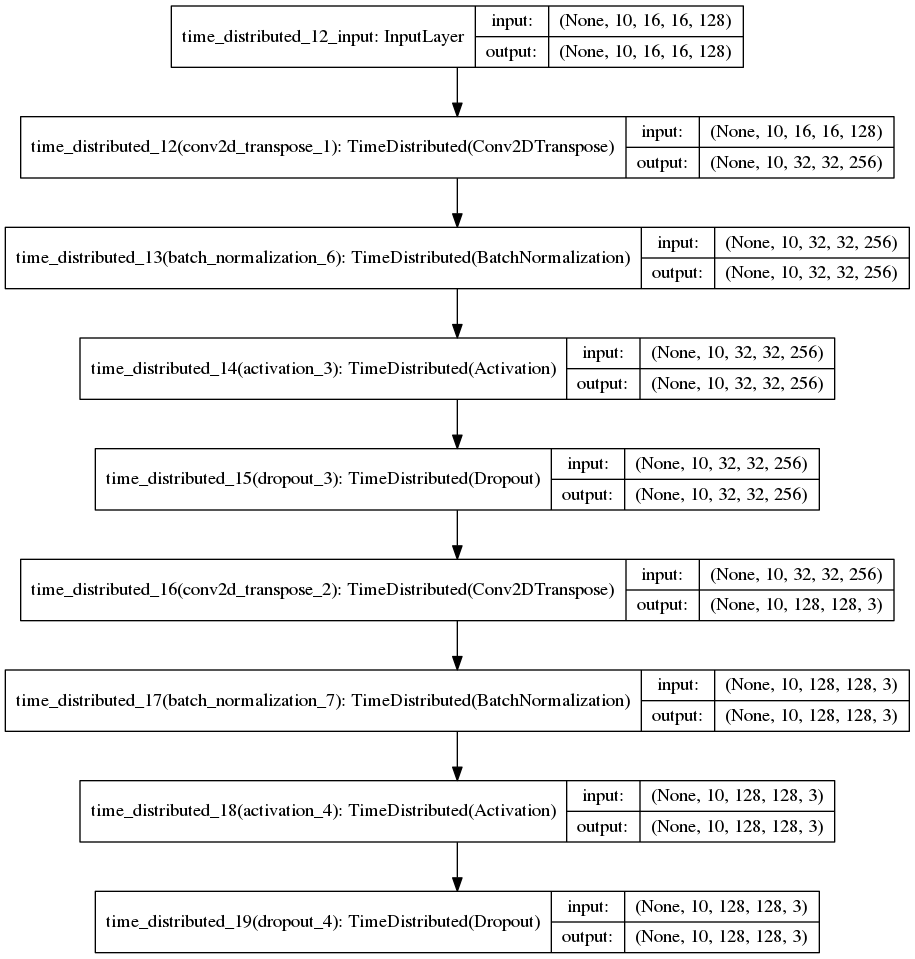 time_distributed_12_input: InputLayer
input: (None, 10, 16, 16, 128)
output: (None, 10, 16, 16, 128)
time_distributed_12(conv2d_transpose_1): TimeDistributed(Conv2DTranspose)
input: (None, 10, 16, 16, 128)
output: (None, 10, 32, 32, 256)
time_distributed_13(batch_normalization_6): TimeDistributed(BatchNormalization)
input: (None, 10, 32, 32, 256)
output: (None, 10, 32, 32, 256)
time_distributed_14(activation_3): TimeDistributed(Activation)
input: (None, 10, 32, 32, 256)
output: (None, 10, 32, 32, 256)
time_distributed_15(dropout_3): TimeDistributed(Dropout)
input: (None, 10, 32, 32, 256)
output: (None, 10, 32, 32, 256)
time_distributed_16(conv2d_transpose_2): TimeDistributed(Conv2DTranspose)
input: (None, 10, 32, 32, 256)
output: (None, 10, 128, 128, 3)
time_distributed_17(batch_normalization_7): TimeDistributed(BatchNormalization)
input: (None, 10, 128, 128, 3)
output: (None, 10, 128, 128, 3)
time_distributed_18(activation_4): TimeDistributed(Activation)
input: (None, 10, 128, 128, 3)
output: (None, 10, 128, 128, 3)
time_distributed_19(dropout_4): TimeDistributed(Dropout)
input: (None, 10, 128, 128, 3)
output: (None, 10, 128, 128, 3)